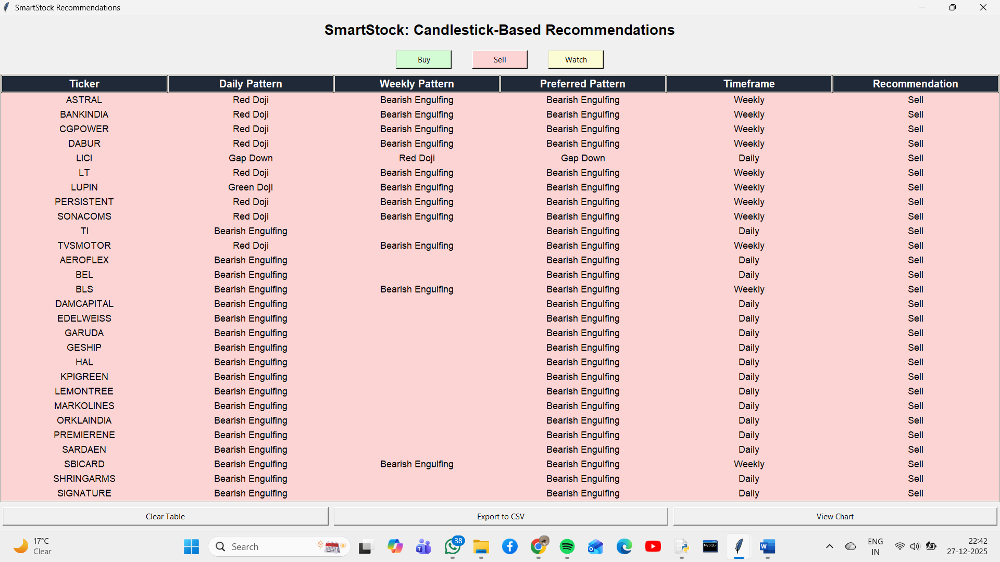 SmartStock Recommendations
SmartStock: Candlestick-Based Recommendations
Buy Sell Watch
Ticker Daily Pattern Weekly Pattern Preferred Pattern Timeframe Recommendation
ASTRAL Red Doji Bearish Engulfing Bearish Engulfing Weekly Sell
BANKINDIA Red Doji Bearish Engulfing Bearish Engulfing Weekly Sell
CGPOWER Red Doji Bearish Engulfing Bearish Engulfing Weekly Sell
DABUR Red Doji Bearish Engulfing Bearish Engulfing Weekly Sell
LICI Gap Down Red Doji Gap Down Daily Sell
LT Red Doji Bearish Engulfing Bearish Engulfing Weekly Sell
LUPIN Green Doji Bearish Engulfing Bearish Engulfing Weekly Sell
PERSISTENT Red Doji Bearish Engulfing Bearish Engulfing Weekly Sell
SONACOMS Red Doji Bearish Engulfing Bearish Engulfing Weekly Sell
TI Bearish Engulfing Bearish Engulfing Daily Sell
TVSMOTOR Red Doji Bearish Engulfing Bearish Engulfing Weekly Sell
AEROFLEX Bearish Engulfing Bearish Engulfing Daily Sell
BEL Bearish Engulfing Bearish Engulfing Daily Sell
BLS Bearish Engulfing Bearish Engulfing Bearish Engulfing Weekly Sell
DAMCAPITAL Bearish Engulfing Bearish Engulfing Daily Sell
EDELWEISS Bearish Engulfing Bearish Engulfing Daily Sell
GARUDA Bearish Engulfing Bearish Engulfing Daily Sell
GESHIP Bearish Engulfing Bearish Engulfing Daily Sell
HAL Bearish Engulfing Bearish Engulfing Daily Sell
KPIGREEN Bearish Engulfing Bearish Engulfing Daily Sell
LEMONTREE Bearish Engulfing Bearish Engulfing Daily Sell
MARKOLINES Bearish Engulfing Bearish Engulfing Daily Sell
ORKLAINDIA Bearish Engulfing Bearish Engulfing Daily Sell
PREMIERENE Bearish Engulfing Bearish Engulfing Daily Sell
SARDAEN Bearish Engulfing Bearish Engulfing Daily Sell
SBICARD Bearish Engulfing Bearish Engulfing Bearish Engulfing Weekly Sell
SHRINGARMS Bearish Engulfing Bearish Engulfing Daily Sell
SIGNATURE Bearish Engulfing Bearish Engulfing Daily Sell
Clear Table Export to CSV View Chart
17°C
Clear
Search
38
MySQL
ENG
IN
22:42
27-12-2025